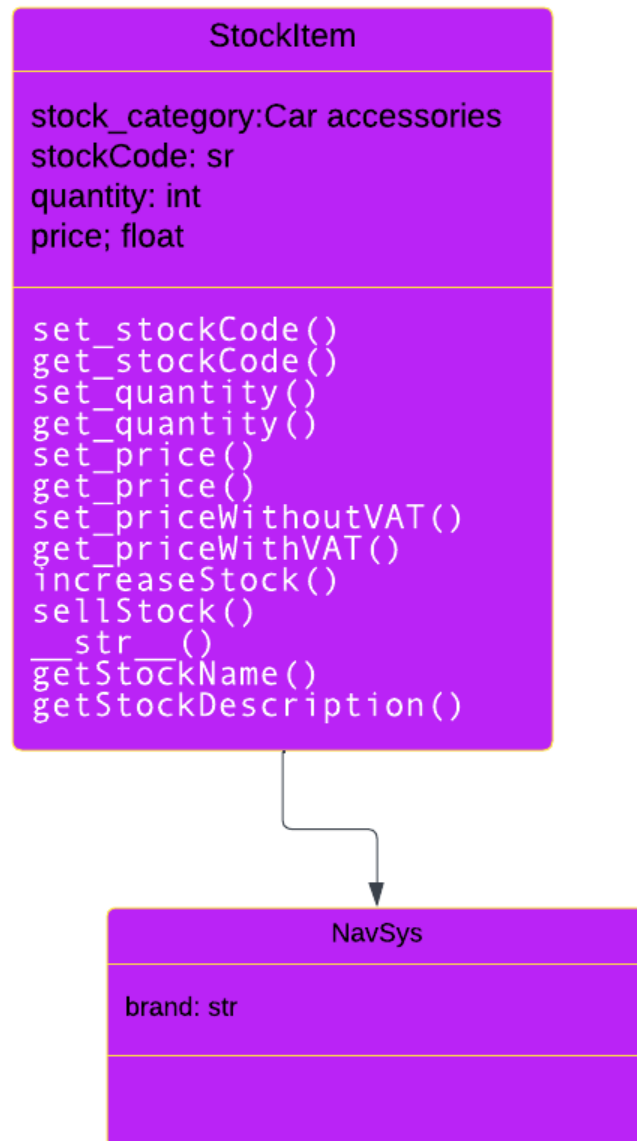 StockItem
stock_category:Car accessories
stockCode: sr
quantity: int
price; float
set_stockCode()
get_stockCode()
set_quantity()
get_quantity()
set_price()
get_price()
set_priceWithoutVAT()
get_priceWithVAT()
increaseStock()
sellStock()
__str__()
getStockName()
getStockDescription()
NavSys
brand: str